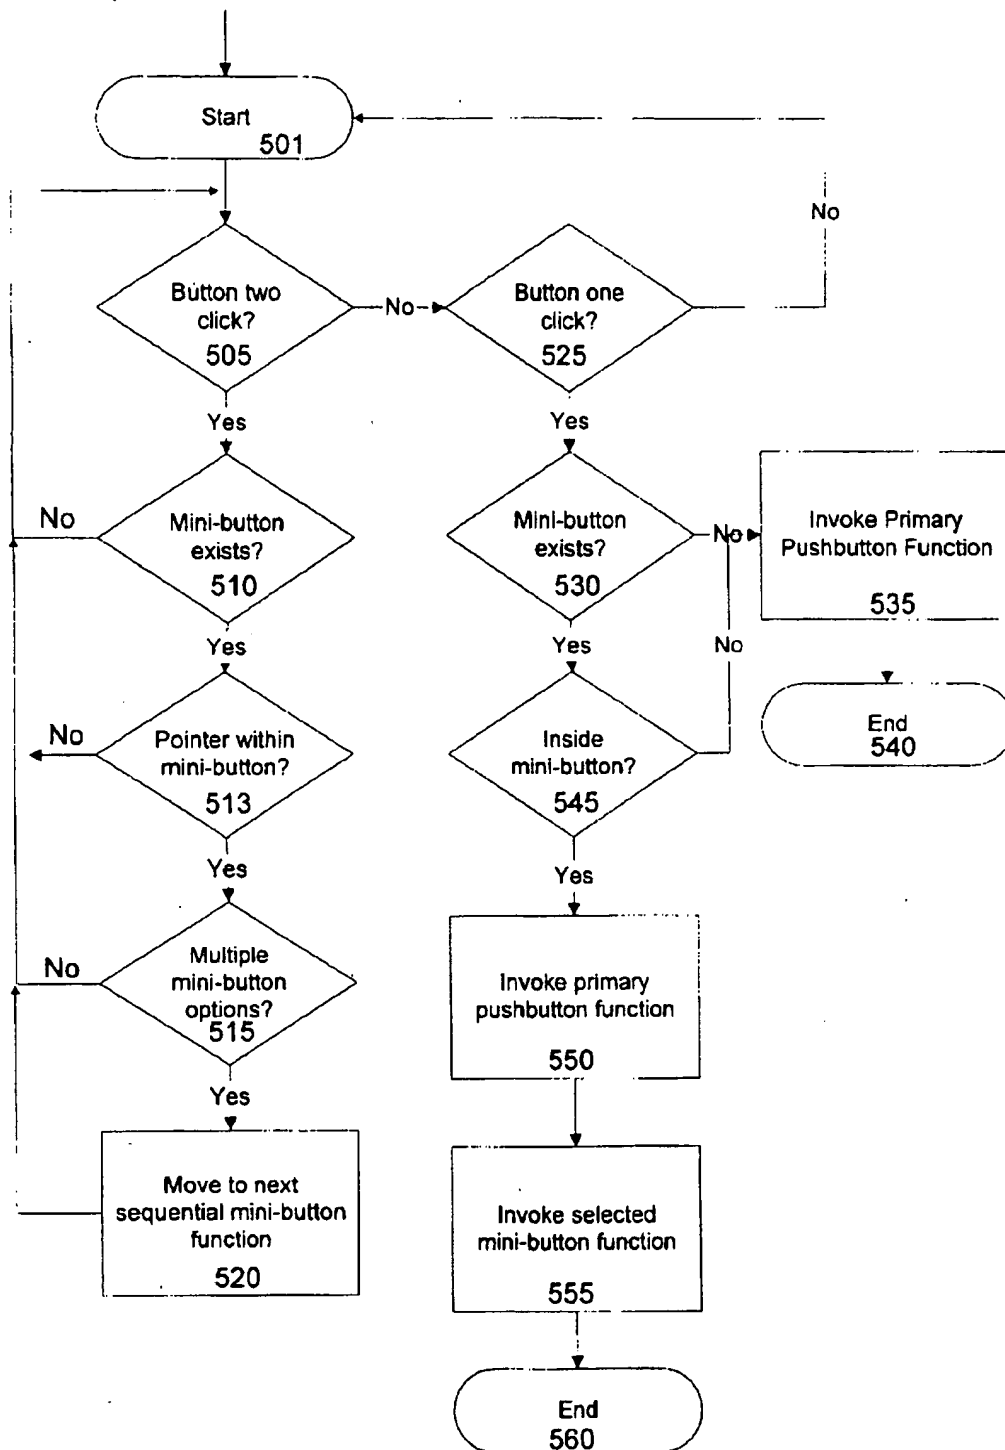 Start
501
No
Button two
click?
505
No
Button one
click?
525
Yes
Yes
No
Mini-button
exists?
510
Mini-button
exists?
530
No
Invoke Primary
Pushbutton Function
535
Yes
Yes
No
No
Pointer within
mini-button?
513
Inside
mini-button?
545
End
540
Yes
Yes
No
Multiple
mini-button
options?
515
Invoke primary
pushbutton function
550
Yes
Move to next
sequential mini-button
function
520
Invoke selected
mini-button function
555
End
560